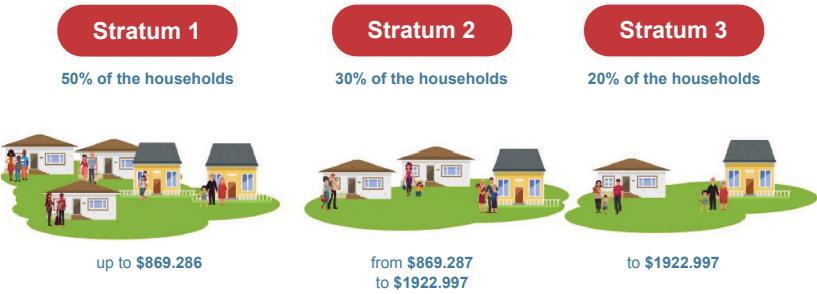 Stratum 1
50% of the households
up to $869.286
Stratum 2
30% of the households
from $869.287
to $1922.997
Stratum 3
20% of the households
to $1922.997